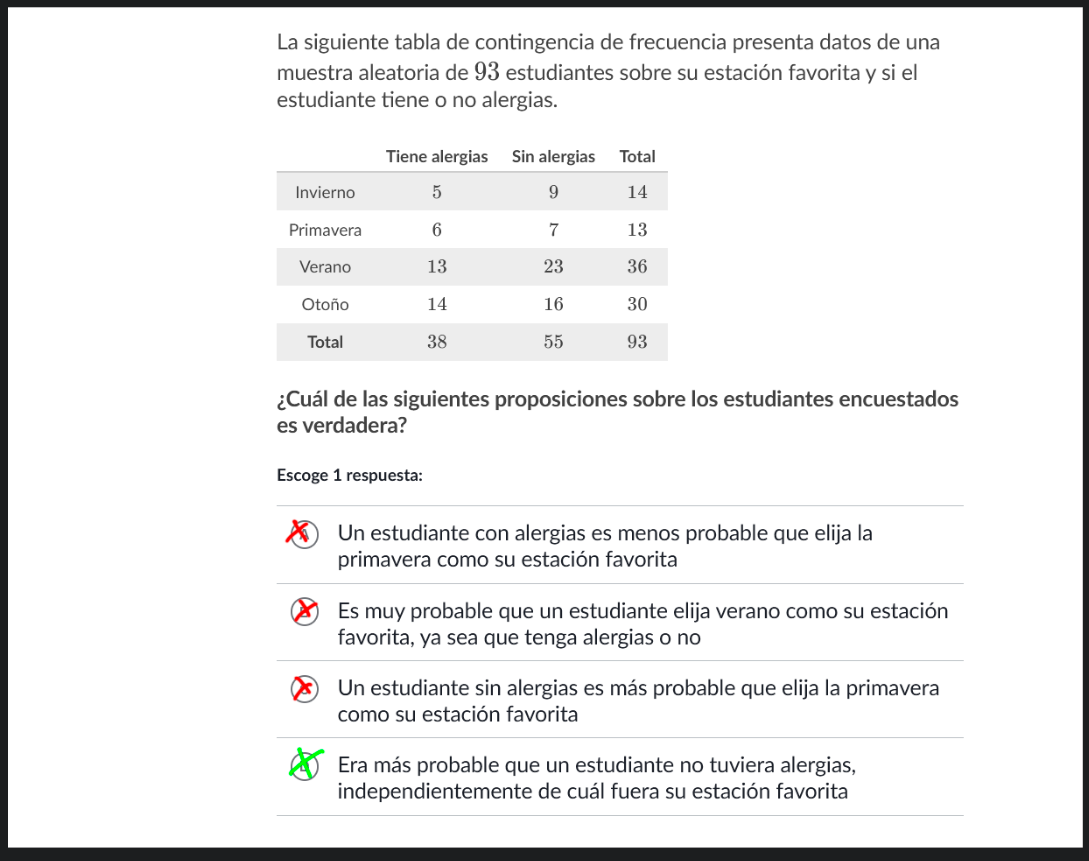 La siguiente tabla de contingencia de frecuencia presenta datos de una
muestra aleatoria de 93 estudiantes sobre su estación favorita y si el
estudiante tiene o no alergias.
Tiene alergias Sin alergias Total
Invierno 5 9 14
Primavera 6 7 13
Verano 13 23 36
Otoño 14 16 30
Total 38 55 93
¿Cuál de las siguientes proposiciones sobre los estudiantes encuestados
es verdadera?
Escoge 1 respuesta:
Un estudiante con alergias es menos probable que elija la
primavera como su estación favorita
Es muy probable que un estudiante elija verano como su estación
favorita, ya sea que tenga alergias o no
Un estudiante sin alergias es más probable que elija la primavera
como su estación favorita
Era más probable que un estudiante no tuviera alergias,
independientemente de cuál fuera su estación favorita